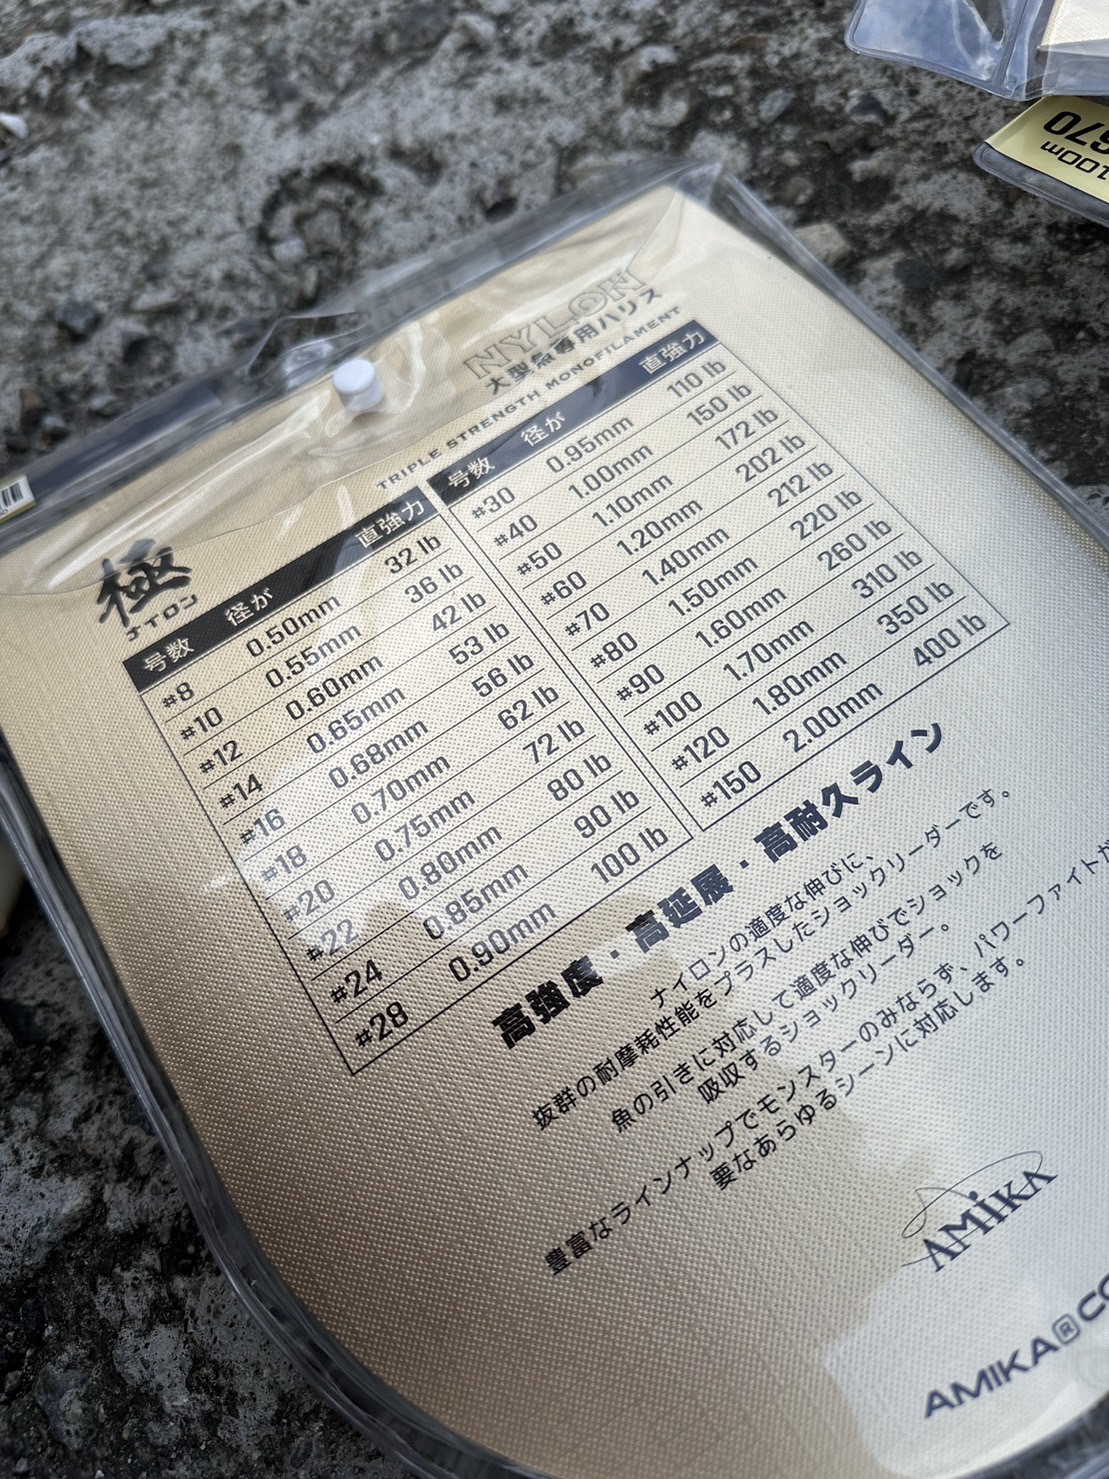 NYLON
大型魚専用ハリス
TRIPLE STRENGTH MONOFILAMENT
極
ナイロン
号数 径が 直強力
#8 0.50mm 32 lb
#10 0.55mm 36 lb
#12 0.60mm 42 lb
#14 0.65mm 53 lb
#16 0.68mm 56 lb
#18 0.70mm 62 lb
#20 0.75mm 72 lb
#22 0.80mm 80 lb
#24 0.85mm 90 lb
#28 0.90mm 100 lb
号数 径が 直強力
#30 0.95mm 110 lb
#40 1.00mm 150 lb
#50 1.10mm 172 lb
#60 1.20mm 202 lb
#70 1.40mm 212 lb
#80 1.50mm 220 lb
#90 1.60mm 260 lb
#100 1.70mm 310 lb
#120 1.80mm 350 lb
#150 2.00mm 400 lb
高強度・高延展・高耐久ライン
ナイロンの適度な伸びに、
抜群の耐摩耗性能をプラスしたショックリーダーです。
魚の引きに対応して適度な伸びでショックを
吸収するショックリーダー。
豊富なラインナップでモンスターのみならず、パワーファイトが
要なあらゆるシーンに対応します。
AMiKA
AMIKA®CO
100m
670